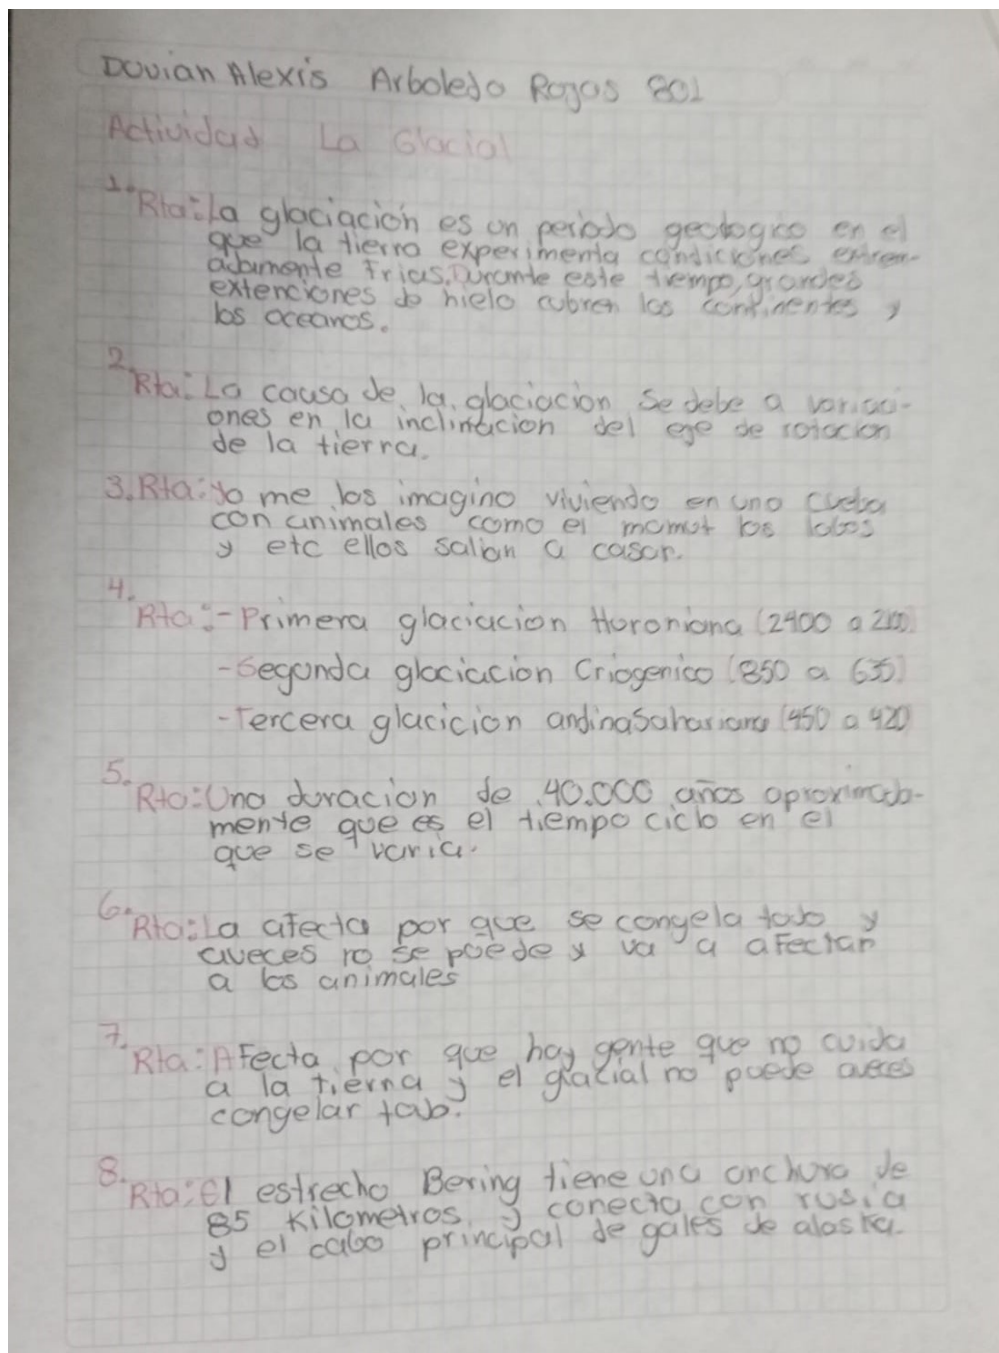 Dovian Alexis Arboledo Rojas 801
Actividad La Glacial
1. Rta: La glaciación es un periodo geologico en el
que la tierra experimenta condiciones extrem-
adamente frias. Durante este tiempo, grandes
extenciones de hielo cubren los continentes y
los oceanos.
2. Rta: La causa de la glaciacion se debe a variaci-
ones en la inclinacion del eje de rotacion
de la tierra.
3. Rta: Yo me los imagino viviendo en una cueba
con animales como el mamut los lobos
y etc ellos salian a casar.
4.
Rta: - Primera glaciacion Huroniana (2400 a 2100)
- Segunda glaciacion Criogenico (850 a 635)
- Tercera glacicion andinasahariana (450 a 420
5.
Rta: Una duracion de 40.000 años aproximada-
mente que es el tiempo ciclo en el
que se varia.
6. Rta: La afecta por que se congela todo y
aveces no se puede y va a afectar
a los animales
7.
Rta: Afecta por que hay gente que no cuida
a la tierna y el glacial no puede aveces
congelar todo.
8. Rta: El estrecho Bering tiene una anchura de
85 Kilometros, y conecta con rusia
y el cabo principal de gales de alaska.